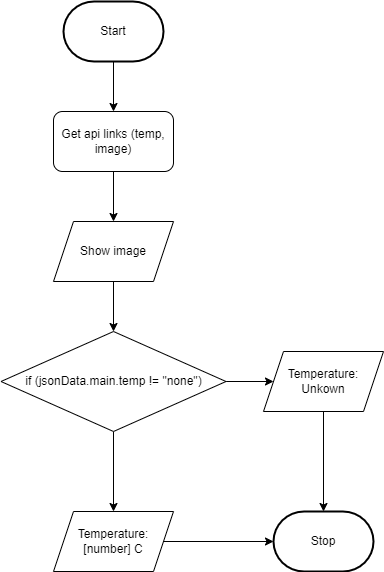 Start
Get api links (temp,
image)
Show image
if (jsonData.main.temp != "none")
Temperature:
Unkown
Temperature:
[number] C
Stop